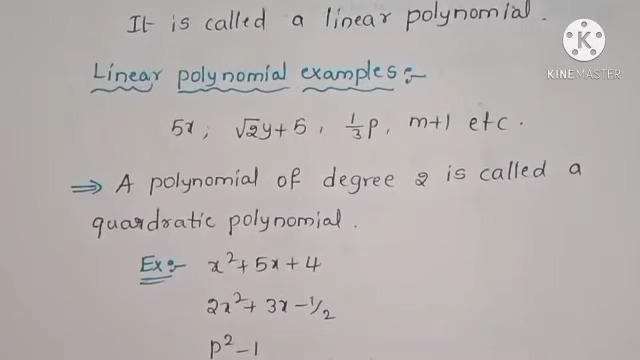 It is called a linear polynomial.
K
KINEMASTER
Linear polynomial examples :-
5x, √2y+5, 1/3 p, m+1 etc.
⇒ A polynomial of degree 2 is called a
quardratic polynomial.
Ex:- x²+5x+4
2x²+3x-1/2
p²-1